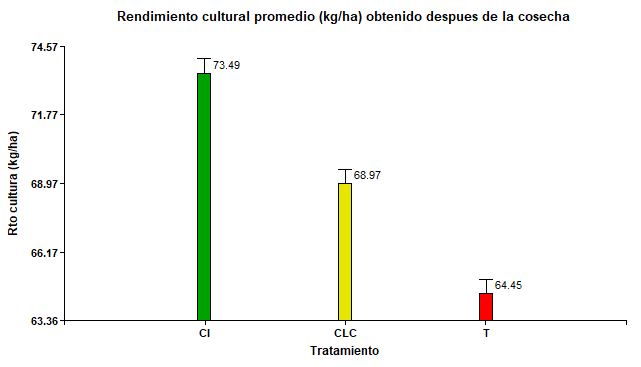 Rendimiento cultural promedio (kg/ha) obtenido despues de la cosecha
74.57
73.49
71.77
68.97
68.97
66.17
64.45
63.36
Rto cultura (kg/ha)
CI CLC T
Tratamiento